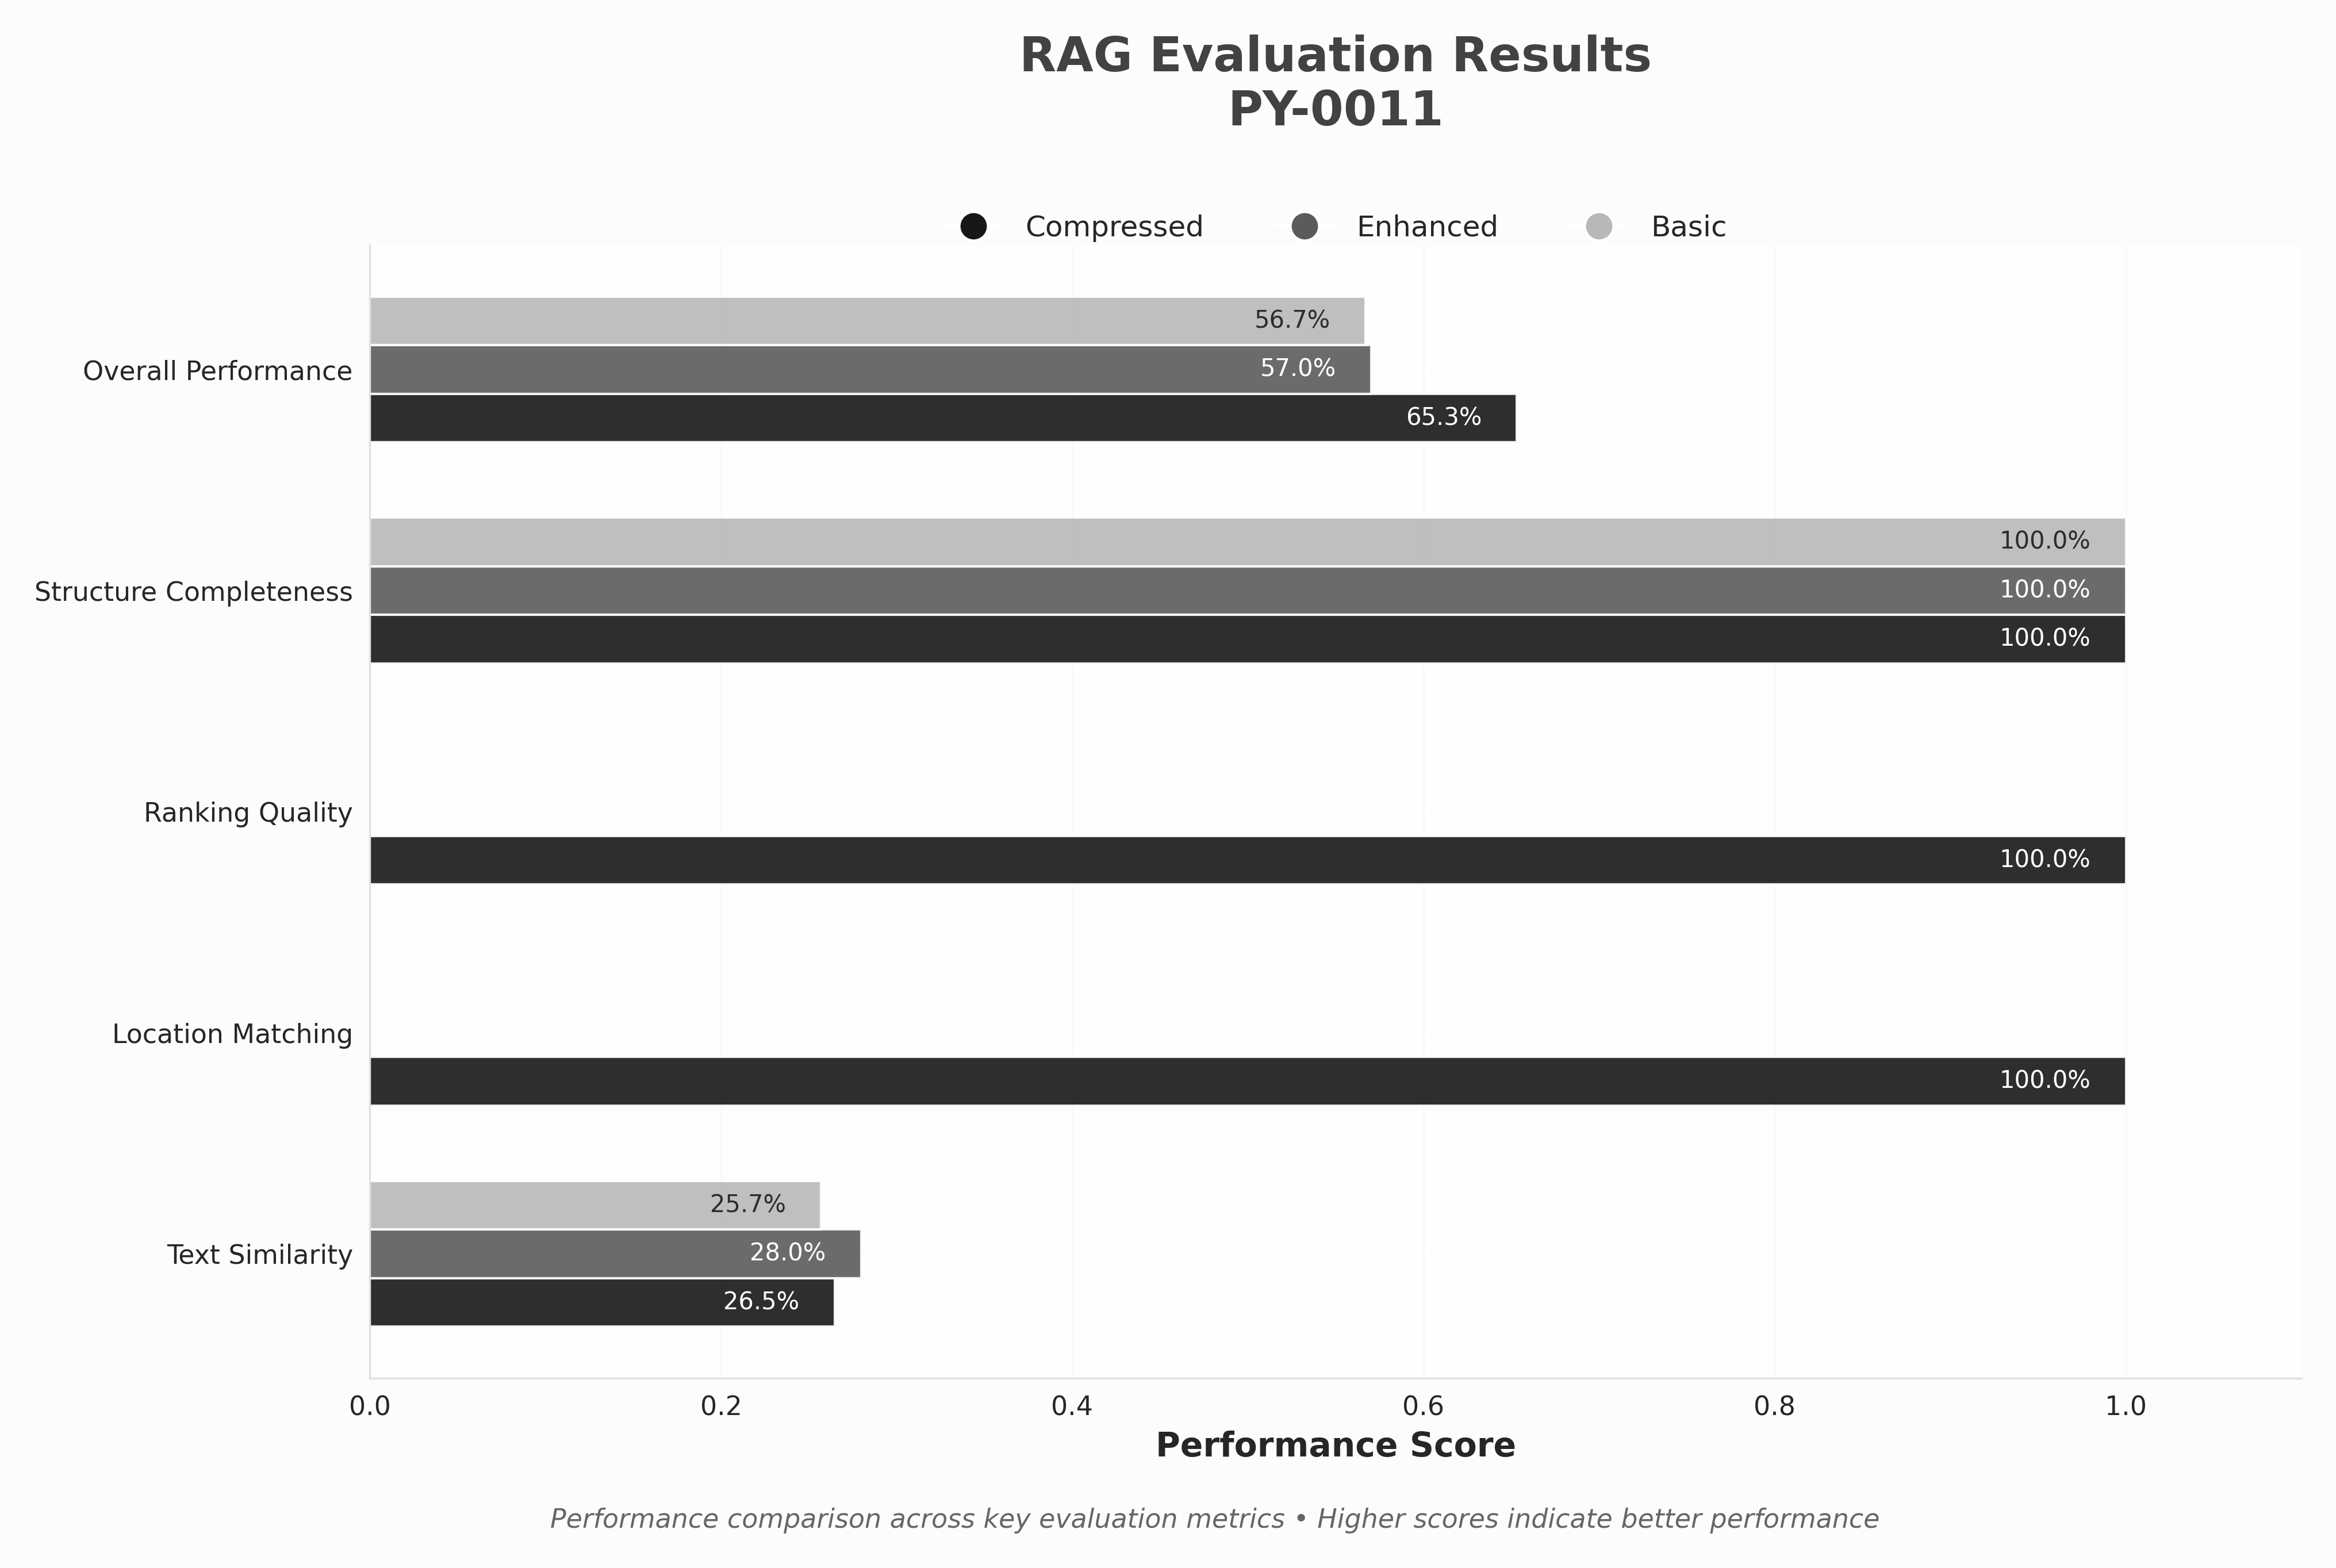 RAG Evaluation Results
PY-0011
Compressed
Enhanced
Basic
Overall Performance
56.7%
57.0%
65.3%
Structure Completeness
100.0%
100.0%
100.0%
Ranking Quality
100.0%
Location Matching
100.0%
Text Similarity
25.7%
28.0%
26.5%
0.0 0.2 0.4 0.6 0.8 1.0
Performance Score
Performance comparison across key evaluation metrics • Higher scores indicate better performance